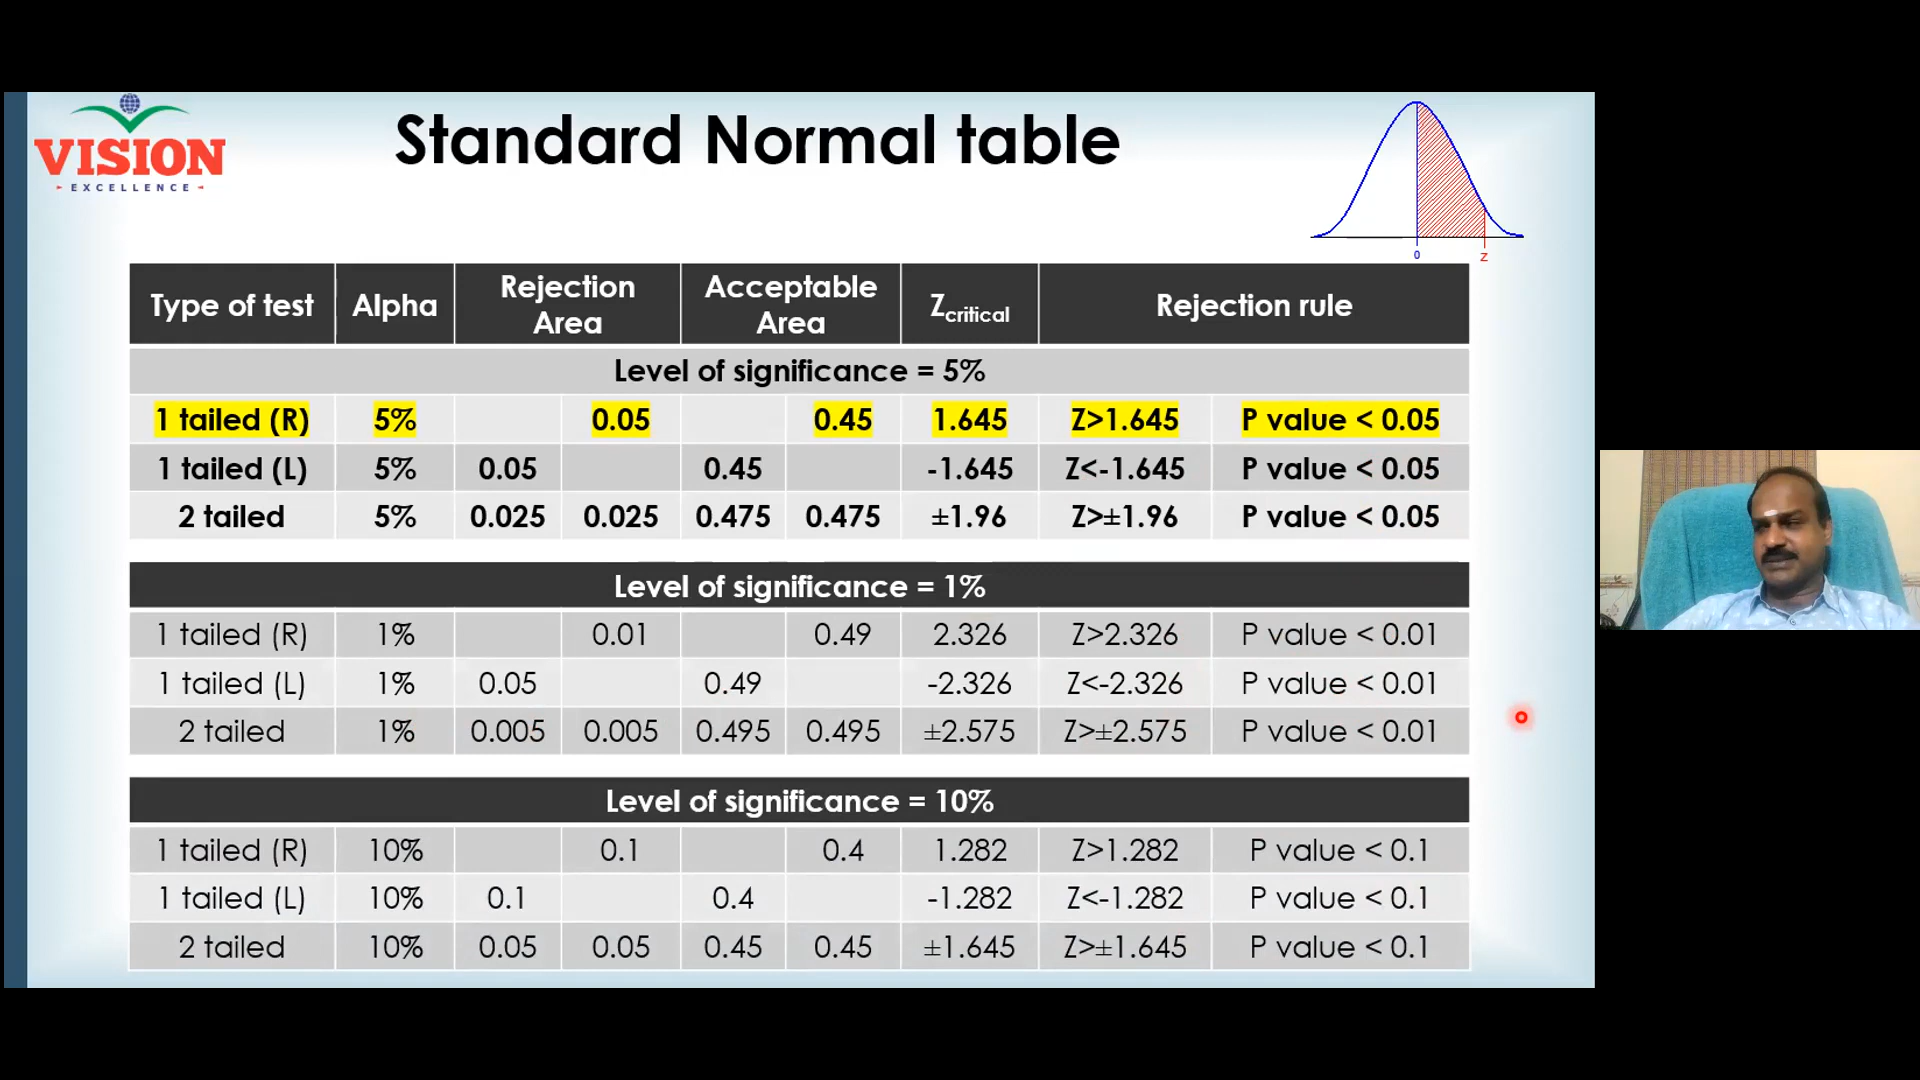 VISION
EXCELLENCE
Standard Normal table
0
Z
Type of test Alpha Rejection Area Acceptable Area Zcritical Rejection rule
Level of significance = 5%
1 tailed (R) 5% 0.05 0.45 1.645 Z>1.645 P value < 0.05
1 tailed (L) 5% 0.05 0.45 -1.645 Z<-1.645 P value < 0.05
2 tailed 5% 0.025 0.025 0.475 0.475 ±1.96 Z>±1.96 P value < 0.05
Level of significance = 1%
1 tailed (R) 1% 0.01 0.49 2.326 Z>2.326 P value < 0.01
1 tailed (L) 1% 0.05 0.49 -2.326 Z<-2.326 P value < 0.01
2 tailed 1% 0.005 0.005 0.495 0.495 ±2.575 Z>±2.575 P value < 0.01
Level of significance = 10%
1 tailed (R) 10% 0.1 0.4 1.282 Z>1.282 P value < 0.1
1 tailed (L) 10% 0.1 0.4 -1.282 Z<-1.282 P value < 0.1
2 tailed 10% 0.05 0.05 0.45 0.45 ±1.645 Z>±1.645 P value < 0.1